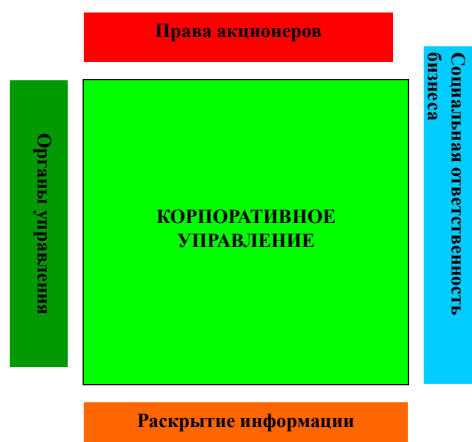 Права акционеров
Органы управления
КОРПОРАТИВНОЕ
УПРАВЛЕНИЕ
Социальная ответственность
бизнеса
Раскрытие информации